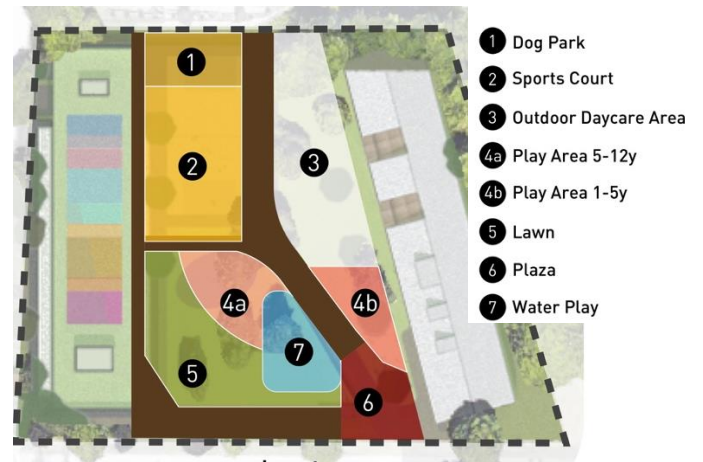 1 Dog Park
2 Sports Court
3 Outdoor Daycare Area
4a Play Area 5-12y
4b Play Area 1-5y
5 Lawn
6 Plaza
7 Water Play
1
2
3
4a
4b
7
5
6